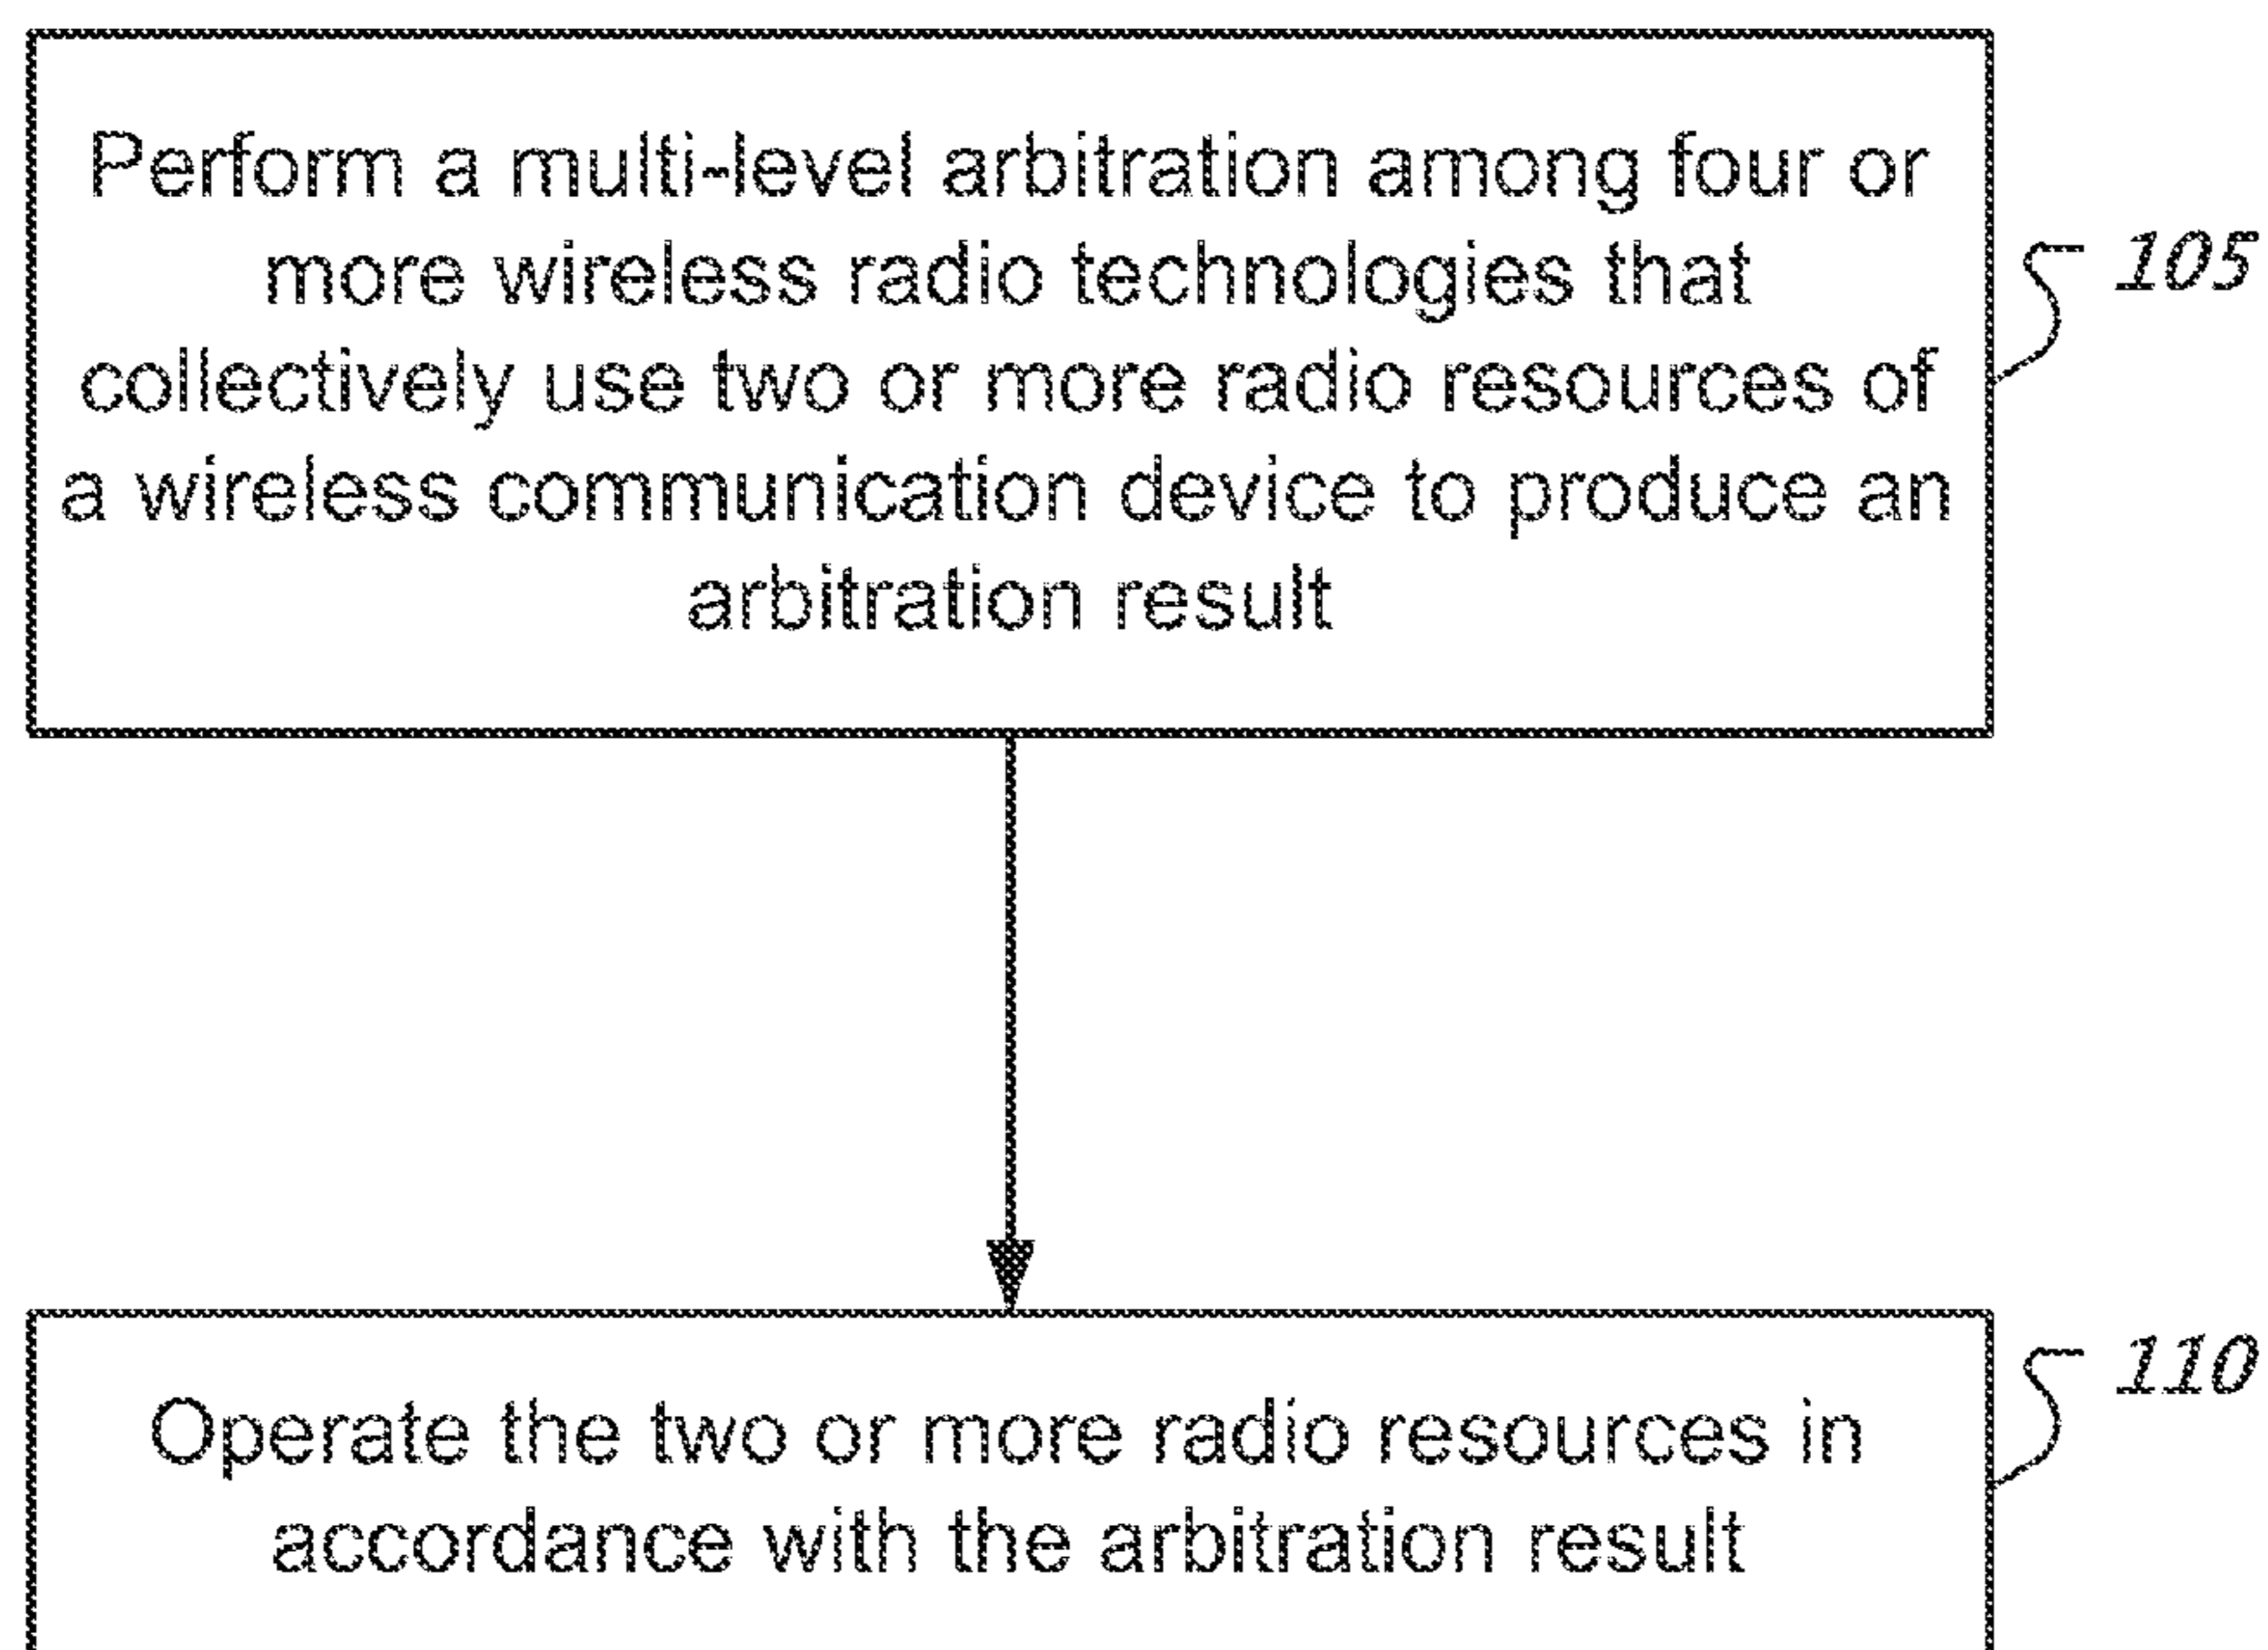 Perform a multi-level arbitration among four or
more wireless radio technologies that
collectively use two or more radio resources of
a wireless communication device to produce an
arbitration result
105
Operate the two or more radio resources in
accordance with the arbitration result
110